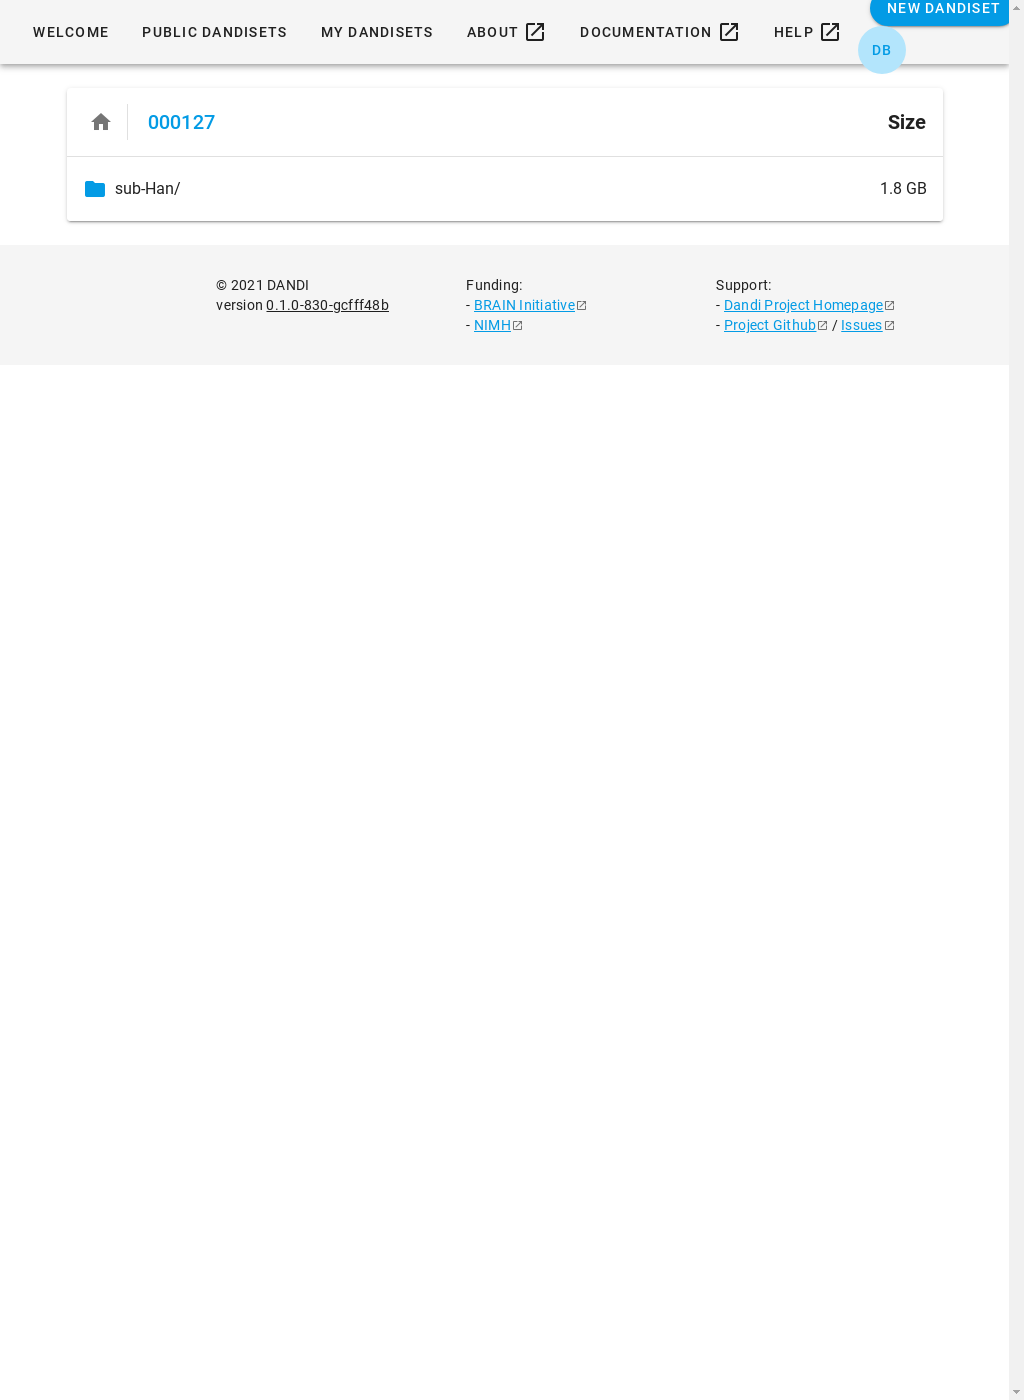 WELCOME PUBLIC DANDISETS MY DANDISETS ABOUT DOCUMENTATION HELP NEW DANDISET
DB
000127 Size
sub-Han/ 1.8 GB
© 2021 DANDI
version 0.1.0-830-gcfff48b
Funding:
- BRAIN Initiative
- NIMH
Support:
- Dandi Project Homepage
- Project Github / Issues